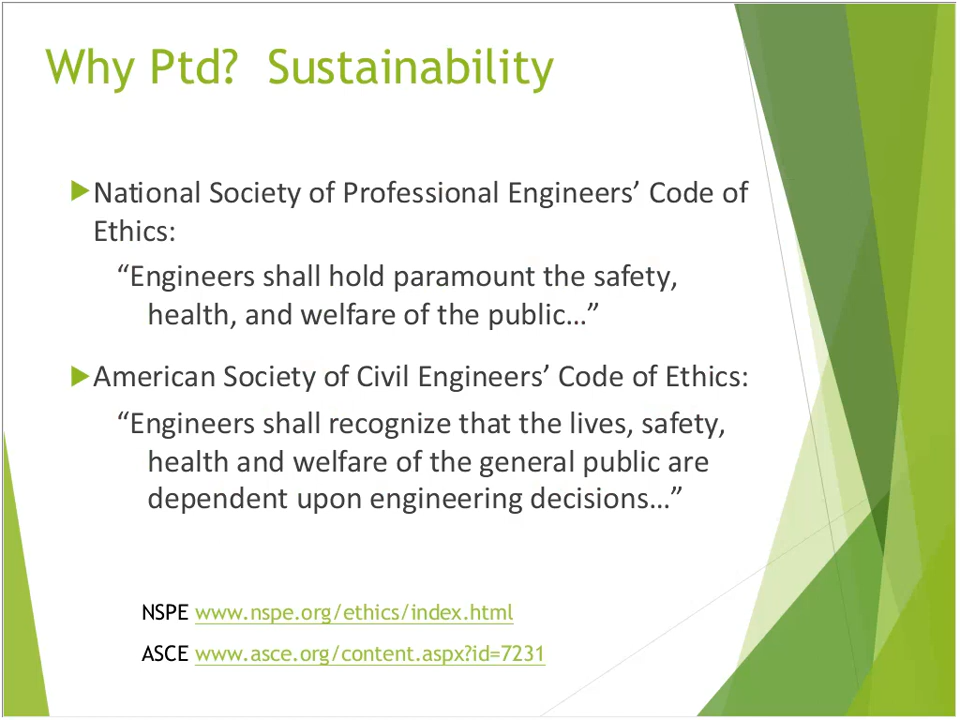 Why Ptd?  Sustainability
National Society of Professional Engineers’ Code of
Ethics:
“Engineers shall hold paramount the safety,
health, and welfare of the public…”
American Society of Civil Engineers’ Code of Ethics:
“Engineers shall recognize that the lives, safety,
health and welfare of the general public are
dependent upon engineering decisions…”
NSPE www.nspe.org/ethics/index.html
ASCE www.asce.org/content.aspx?id=7231